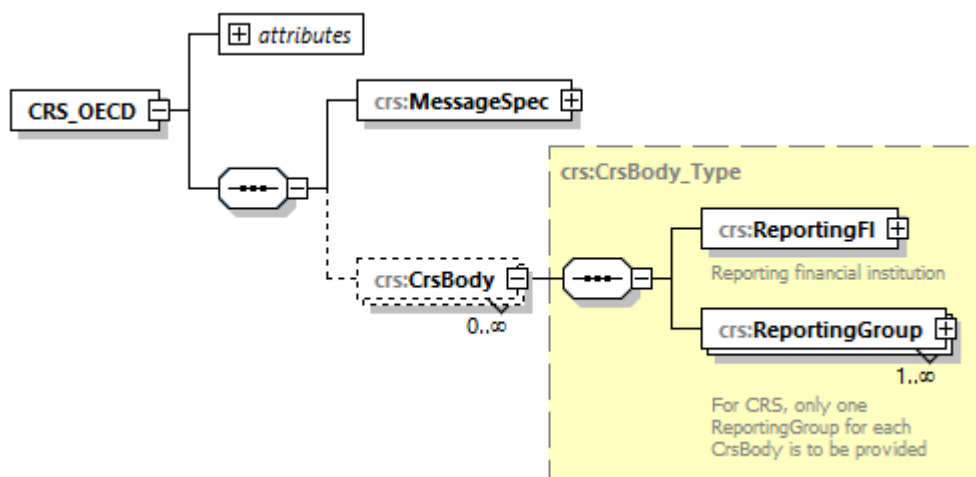 attributes
CRS_OECD
crs:MessageSpec
crs:CrsBody_Type
crs:ReportingFI
Reporting financial institution
crs:CrsBody
0..∞
crs:ReportingGroup
1..∞
For CRS, only one
ReportingGroup for each
CrsBody is to be provided